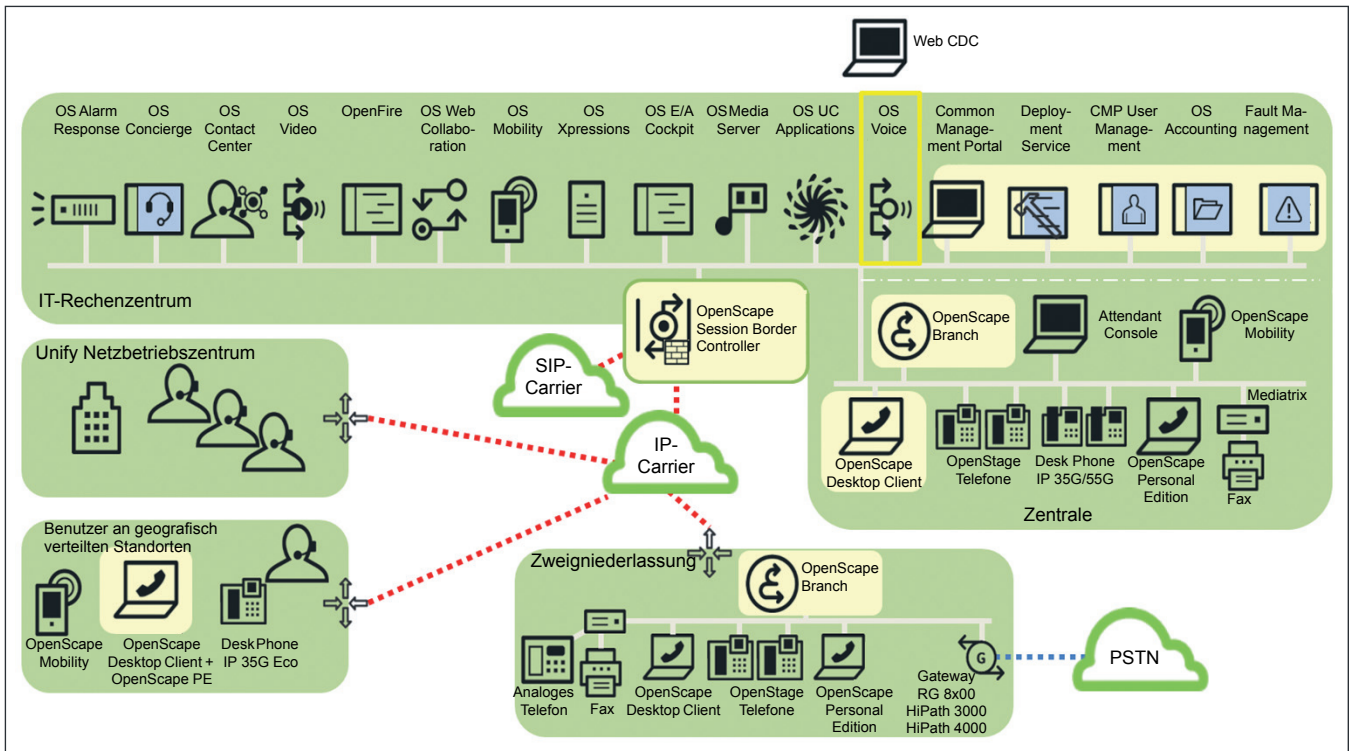 Web CDC
OS Alarm
Response
OS
Concierge
OS
Contact
Center
OS
Video
OpenFire
OS Web
Collabo-
ration
OS
Mobility
OS
Xpressions
OS E/A
Cockpit
OS Media
Server
OS UC
Applications
OS
Voice
Common
Manage-
ment Portal
Deploy-
ment
Service
CMP User
Manage-
ment
OS
Accounting
Fault Ma-
nagement
IT-Rechenzentrum
OpenScape
Session Border
Controller
OpenScape
Branch
Attendant
Console
OpenScape
Mobility
Unify Netzbetriebszentrum
SIP-
Carrier
IP-
Carrier
Mediatrix
OpenScape
Desktop Client
OpenStage
Telefone
Desk Phone
IP 35G/55G
OpenScape
Personal
Edition
Fax
Zentrale
Benutzer an geografisch
verteilten Standorten
OpenScape
Mobility
OpenScape
Desktop Client +
OpenScape PE
DeskPhone
IP 35G Eco
Zweigniederlassung
OpenScape
Branch
Analoges
Telefon
Fax
OpenScape
Desktop Client
OpenStage
Telefone
OpenScape
Personal
Edition
G
Gateway
RG 8x00
HiPath 3000
HiPath 4000
PSTN